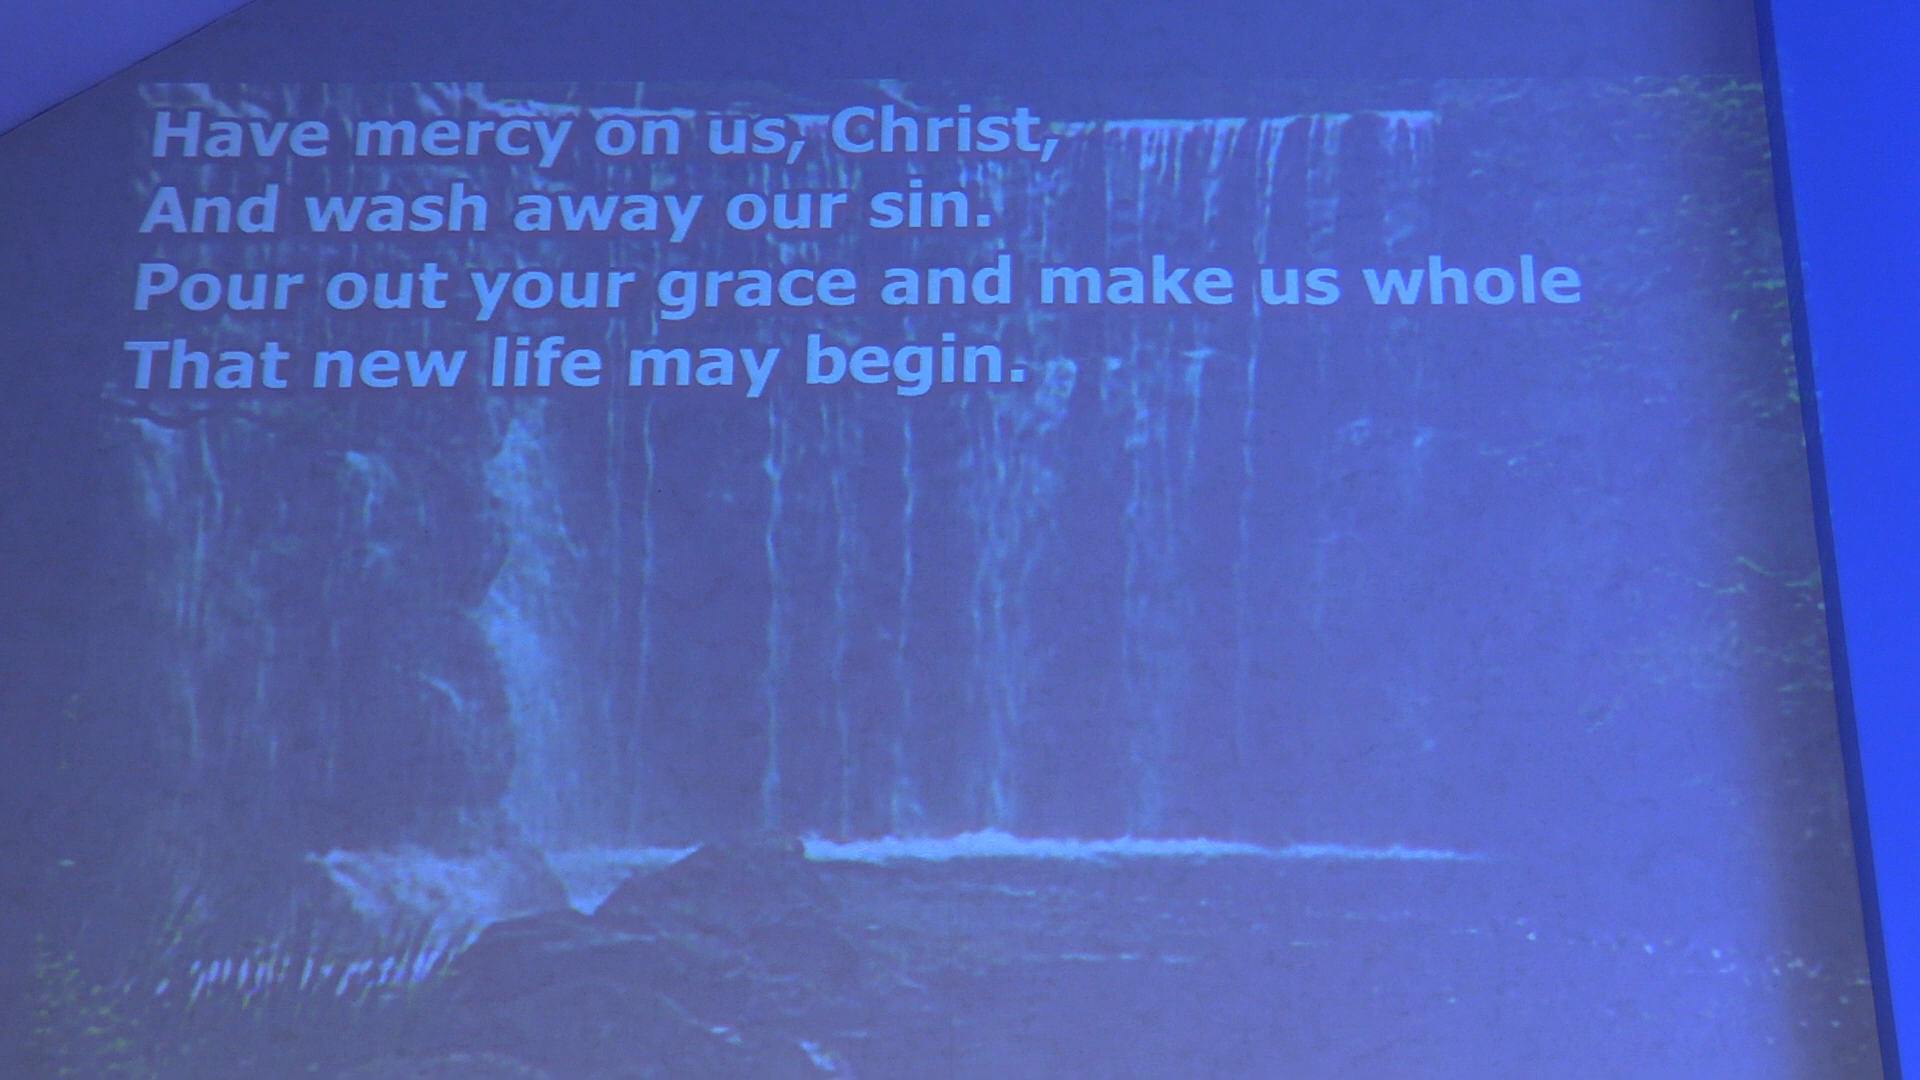 Have mercy on us, Christ,
And wash away our sin.
Pour out your grace and make us whole
That new life may begin.